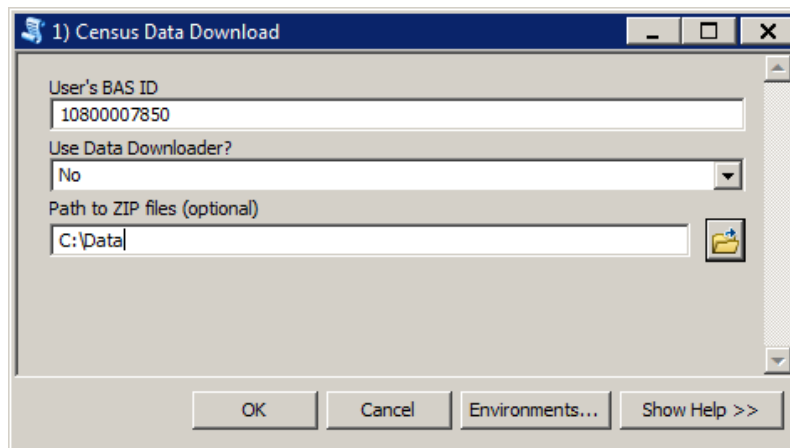 1) Census Data Download
User's BAS ID
10800007850
Use Data Downloader?
No
Path to ZIP files (optional)
C:\Data
OK Cancel Environments... Show Help >>